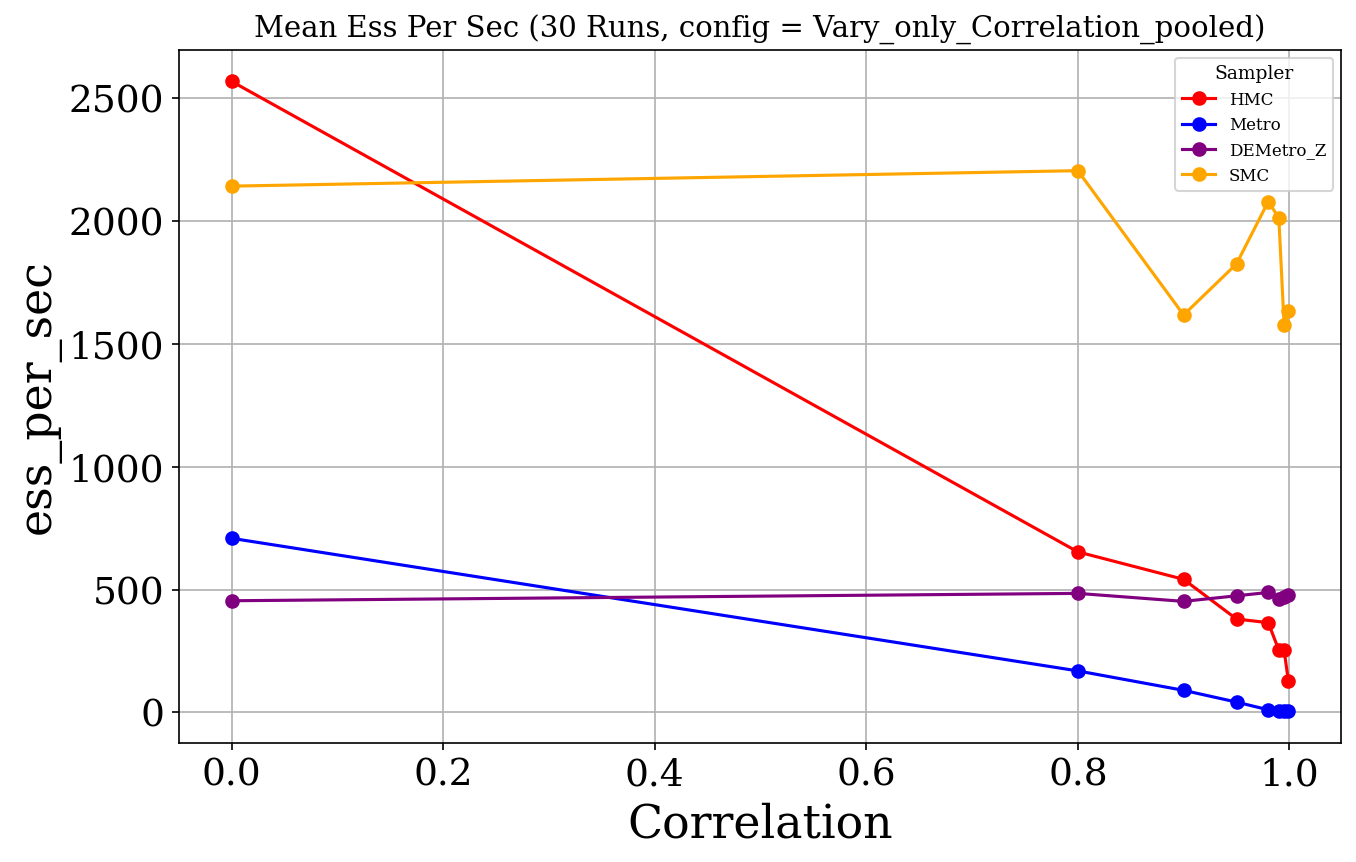 Mean Ess Per Sec (30 Runs, config = Vary_only_Correlation_pooled)
Sampler
HMC
Metro
DEMetro_Z
SMC
ess_per_sec
2500
2000
1500
1000
500
0
0.0 0.2 0.4 0.6 0.8 1.0
Correlation